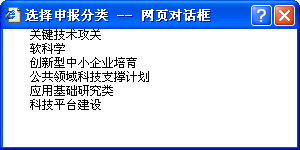 选择申报分类 -- 网页对话框
关键技术攻关
软科学
创新型中小企业培育
公共领域科技支撑计划
应用基础研究类
科技平台建设